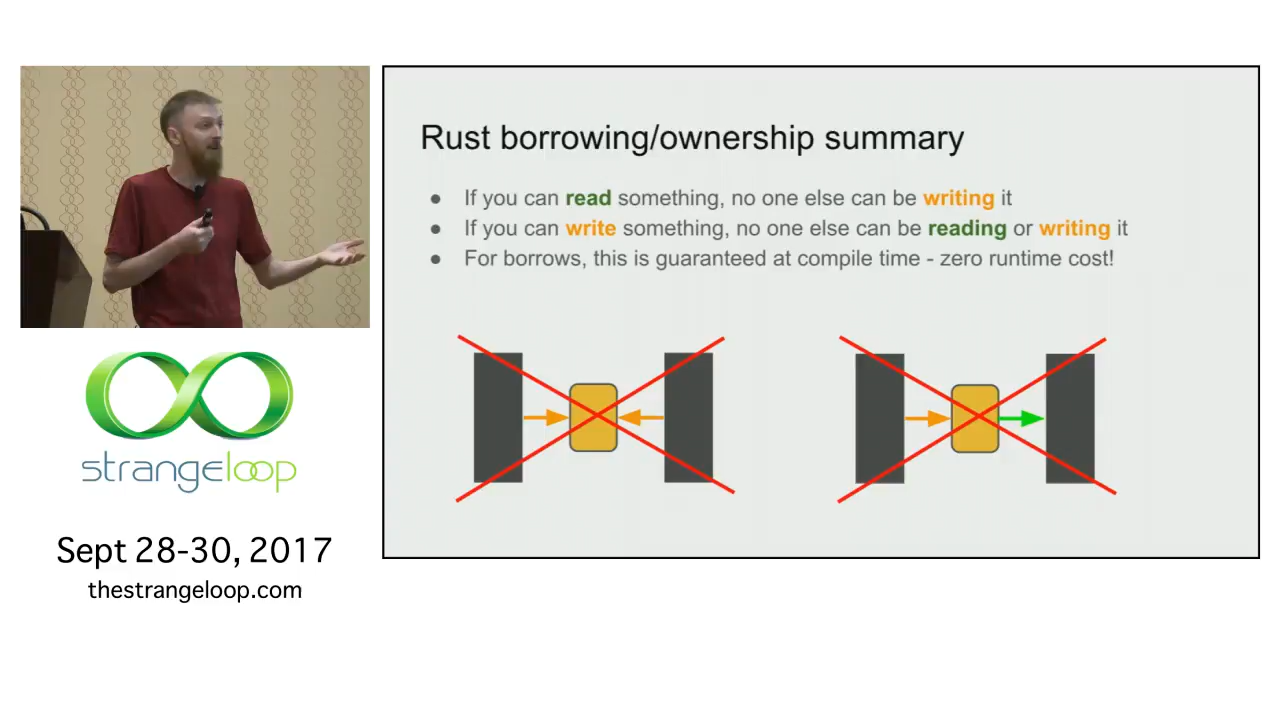 Rust borrowing/ownership summary
● If you can read something, no one else can be writing it
● If you can write something, no one else can be reading or writing it
● For borrows, this is guaranteed at compile time - zero runtime cost!
strangeloop
Sept 28-30, 2017
thestrangeloop.com